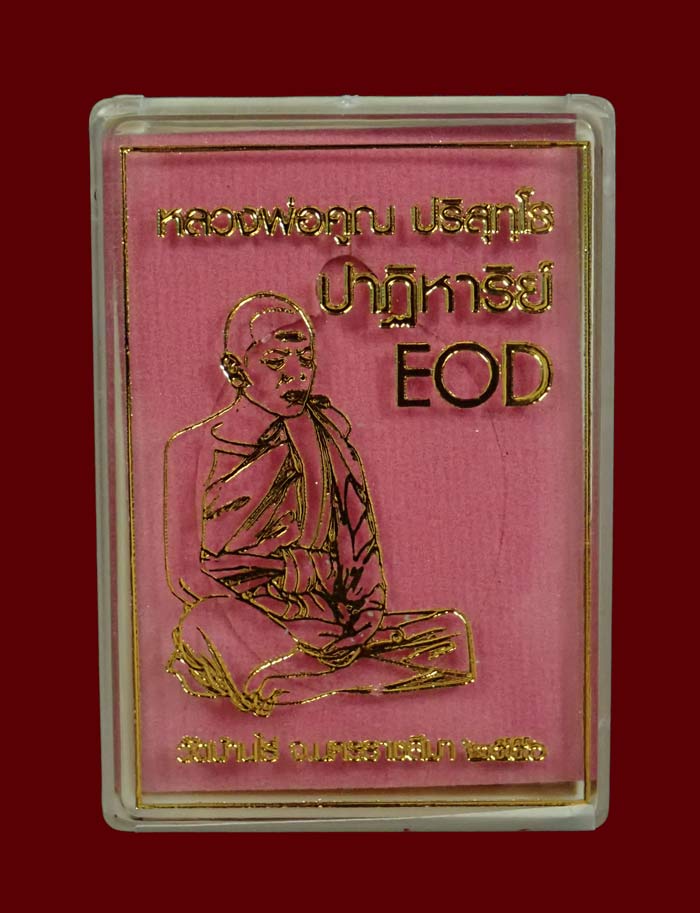 หลวงพ่อคูณ ปริสุทฺโธ
ปาฏิหาริย์
EOD
วัดบ้านไร่ จ.นครราชสีมา ๒๕๕๖